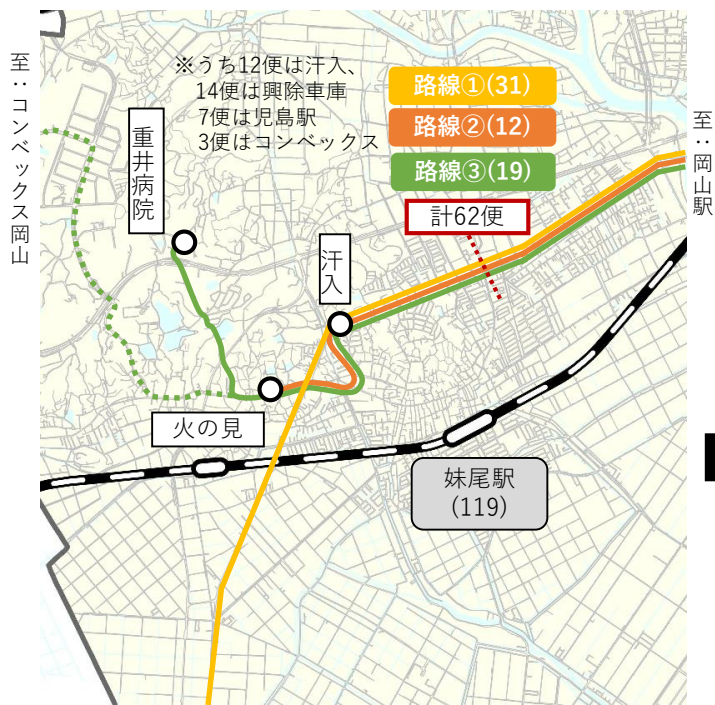 至：コンベックス岡山
※うち12便は汗入、
14便は興除車庫
7便は児島駅
3便はコンベックス
路線①(31)
路線②(12)
路線③(19)
計62便
至：岡山駅
重井病院
汗入
火の見
妹尾駅
(119)